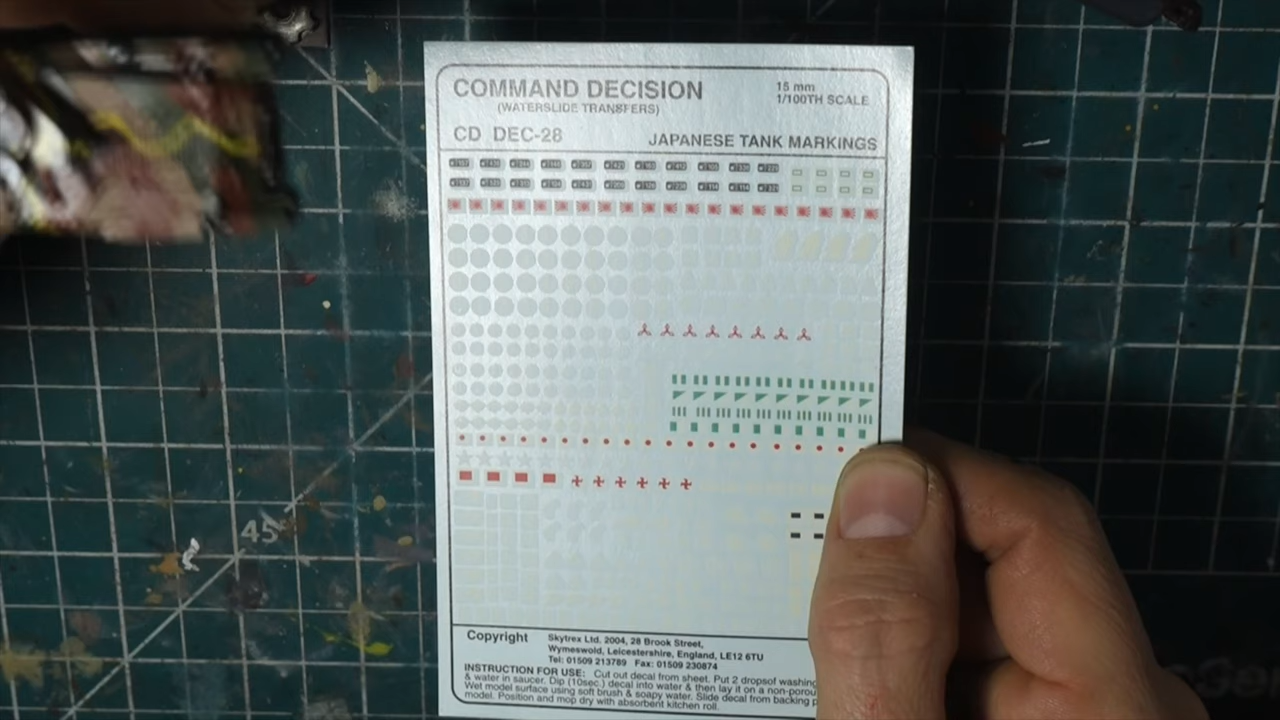 COMMAND DECISION
(WATERSLIDE TRANSFERS)
15 mm
1/100TH SCALE
CD DEC-28
JAPANESE TANK MARKINGS
45
Copyright
Skytrex Ltd. 2004, 28 Brook Street,
Wymeswold, Leicestershire, England, LE12 6TU
Tel: 01509 213789 Fax: 01509 230874
INSTRUCTION FOR USE: Cut out decal from sheet. Put 2 dropsof washing
& water in saucer. Dip (10sec.) decal into water & then lay it on a non-porou
Wet model surface using soft brush & soapy water. Slide decal from backing p
model. Position and mop dry with absorbent kitchen roll.